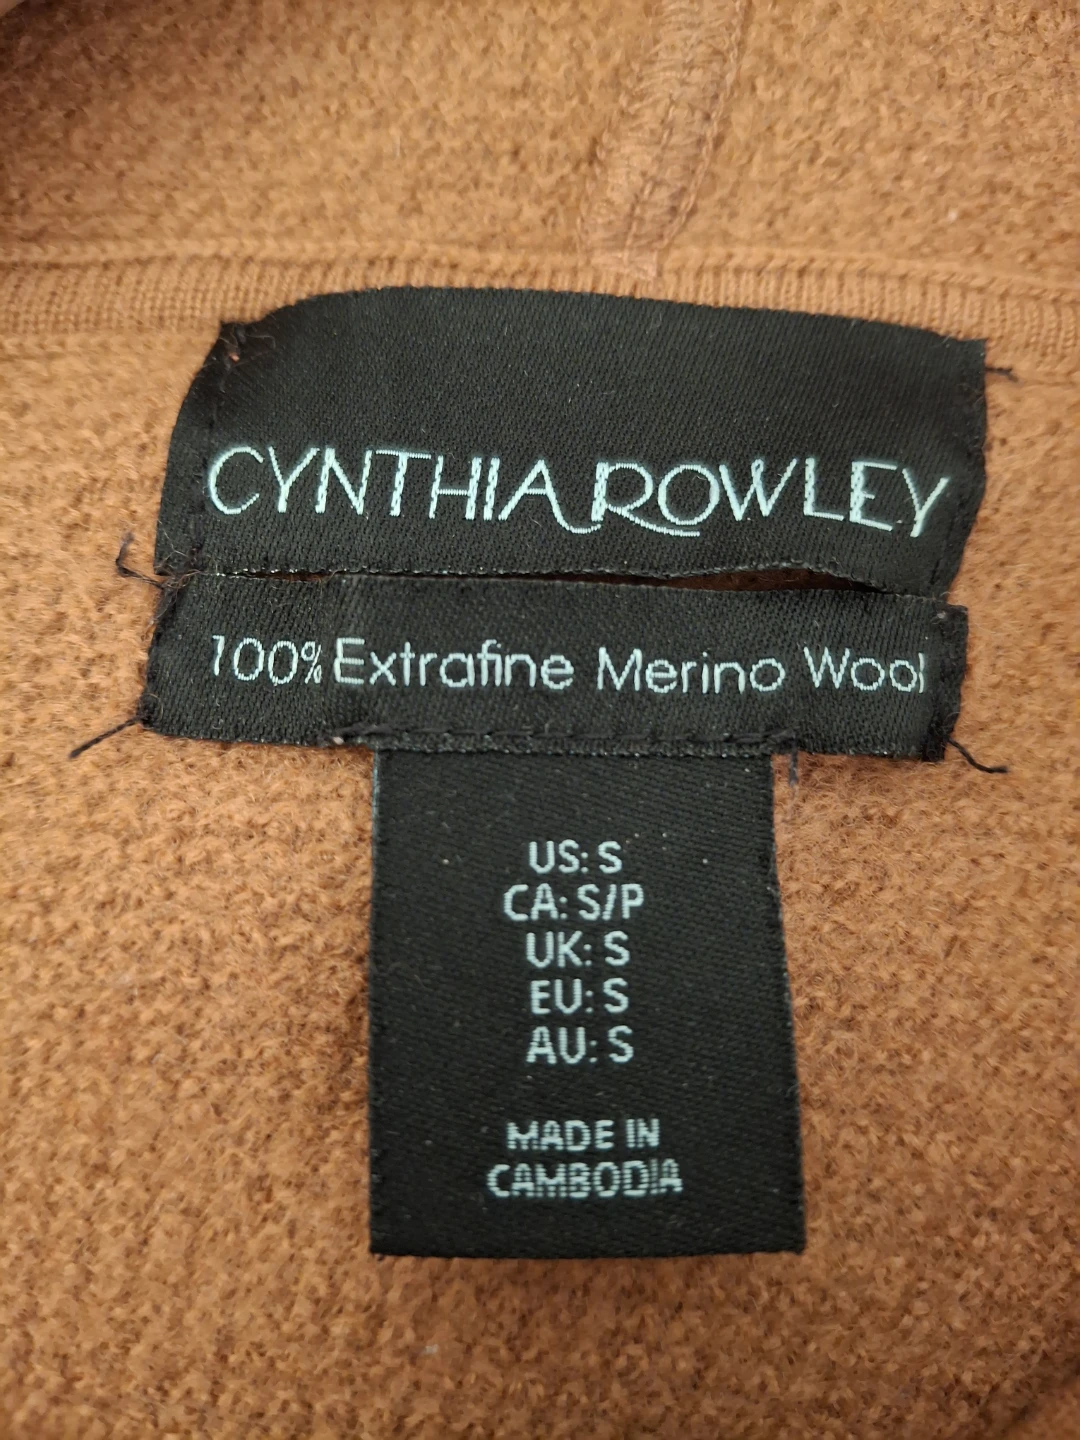 CYNTHIA ROWLEY
100% Extrafine Merino Wool
US: S
CA: S/P
UK: S
EU: S
AU: S
MADE IN
CAMBODIA